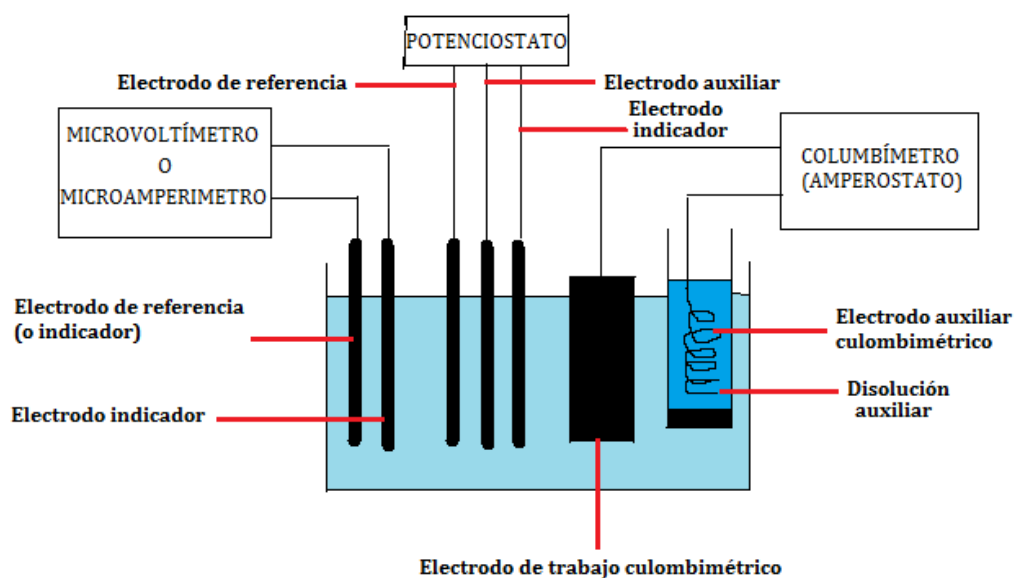 POTENCIOSTATO
Electrodo de referencia
Electrodo auxiliar
Electrodo
indicador
MICROVOLTÍMETRO
O
MICROAMPERIMETRO
COLUMBÍMETRO
(AMPEROSTATO)
Electrodo de referencia
(o indicador)
Electrodo auxiliar
culombimétrico
Disolución
auxiliar
Electrodo indicador
Electrodo de trabajo culombimétrico